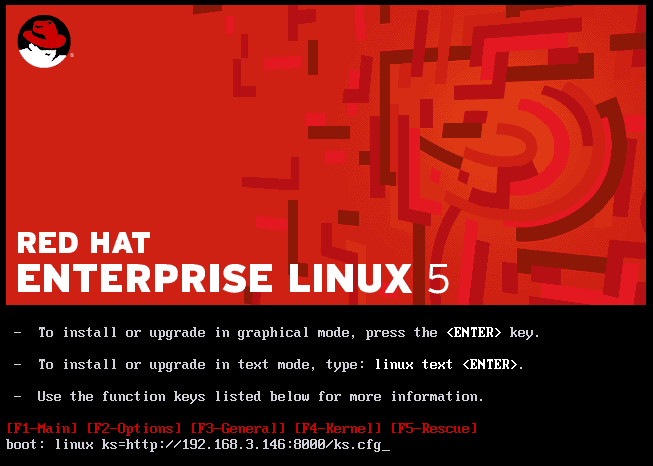 RED HAT
ENTERPRISE LINUX 5
- To install or upgrade in graphical mode, press the <ENTER> key.
- To install or upgrade in text mode, type: linux text <ENTER>.
- Use the function keys listed below for more information.
[F1-Main] [F2-Options] [F3-General] [F4-Kernel] [F5-Rescue]
boot: linux ks=http://192.168.3.146:8000/ks.cfg_